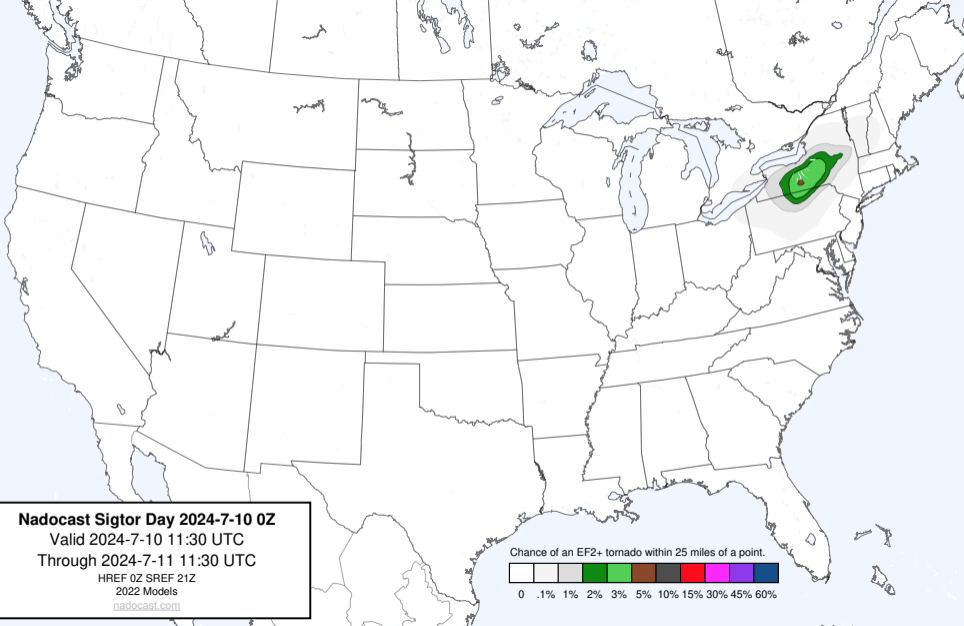 Nadocast Sigtor Day 2024-7-10 0Z
Valid 2024-7-10 11:30 UTC
Through 2024-7-11 11:30 UTC
HREF 0Z SREF 21Z
2022 Models
nadocast.com
Chance of an EF2+ tornado within 25 miles of a point.
0 .1% 1% 2% 3% 5% 10% 15% 30% 45% 60%